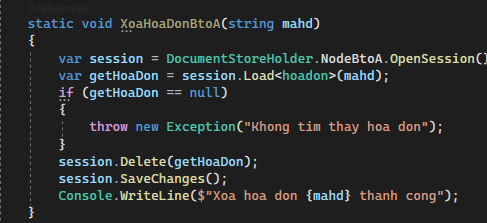 0 references
static void XoaHoaDonBtoA(string mahd)
{
var session = DocumentStoreHolder.NodeBtoA.OpenSession()
var getHoaDon = session.Load<hoadon>(mahd);
if (getHoaDon == null)
{
throw new Exception("Khong tim thay hoa don");
}
session.Delete(getHoaDon);
session.SaveChanges();
Console.WriteLine($"Xoa hoa don {mahd} thanh cong");
}